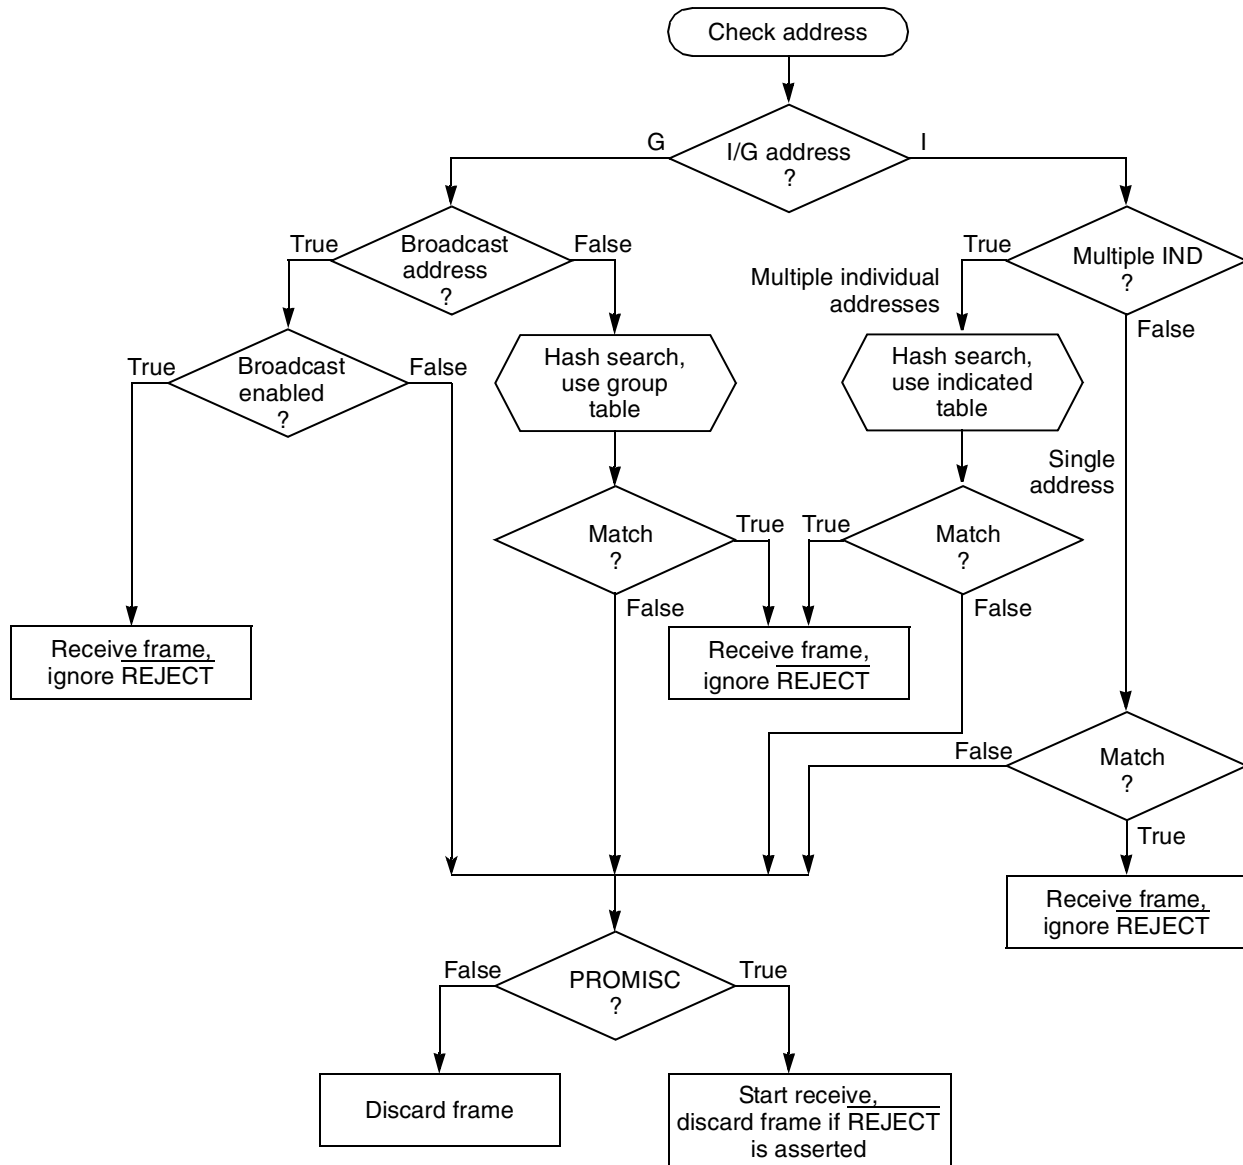 Check address
G
I/G address
?
I
True
Broadcast
address
?
False
True
Multiple IND
?
Multiple individual
addresses
False
True
Broadcast
enabled
?
False
Hash search,
use group
table
Hash search,
use indicated
table
Single
address
Match
?
True
True
Match
?
False
False
Receive frame,
ignore REJECT
Receive frame,
ignore REJECT
False
Match
?
True
Receive frame,
ignore REJECT
False
PROMISC
?
True
Discard frame
Start receive,
discard frame if REJECT
is asserted